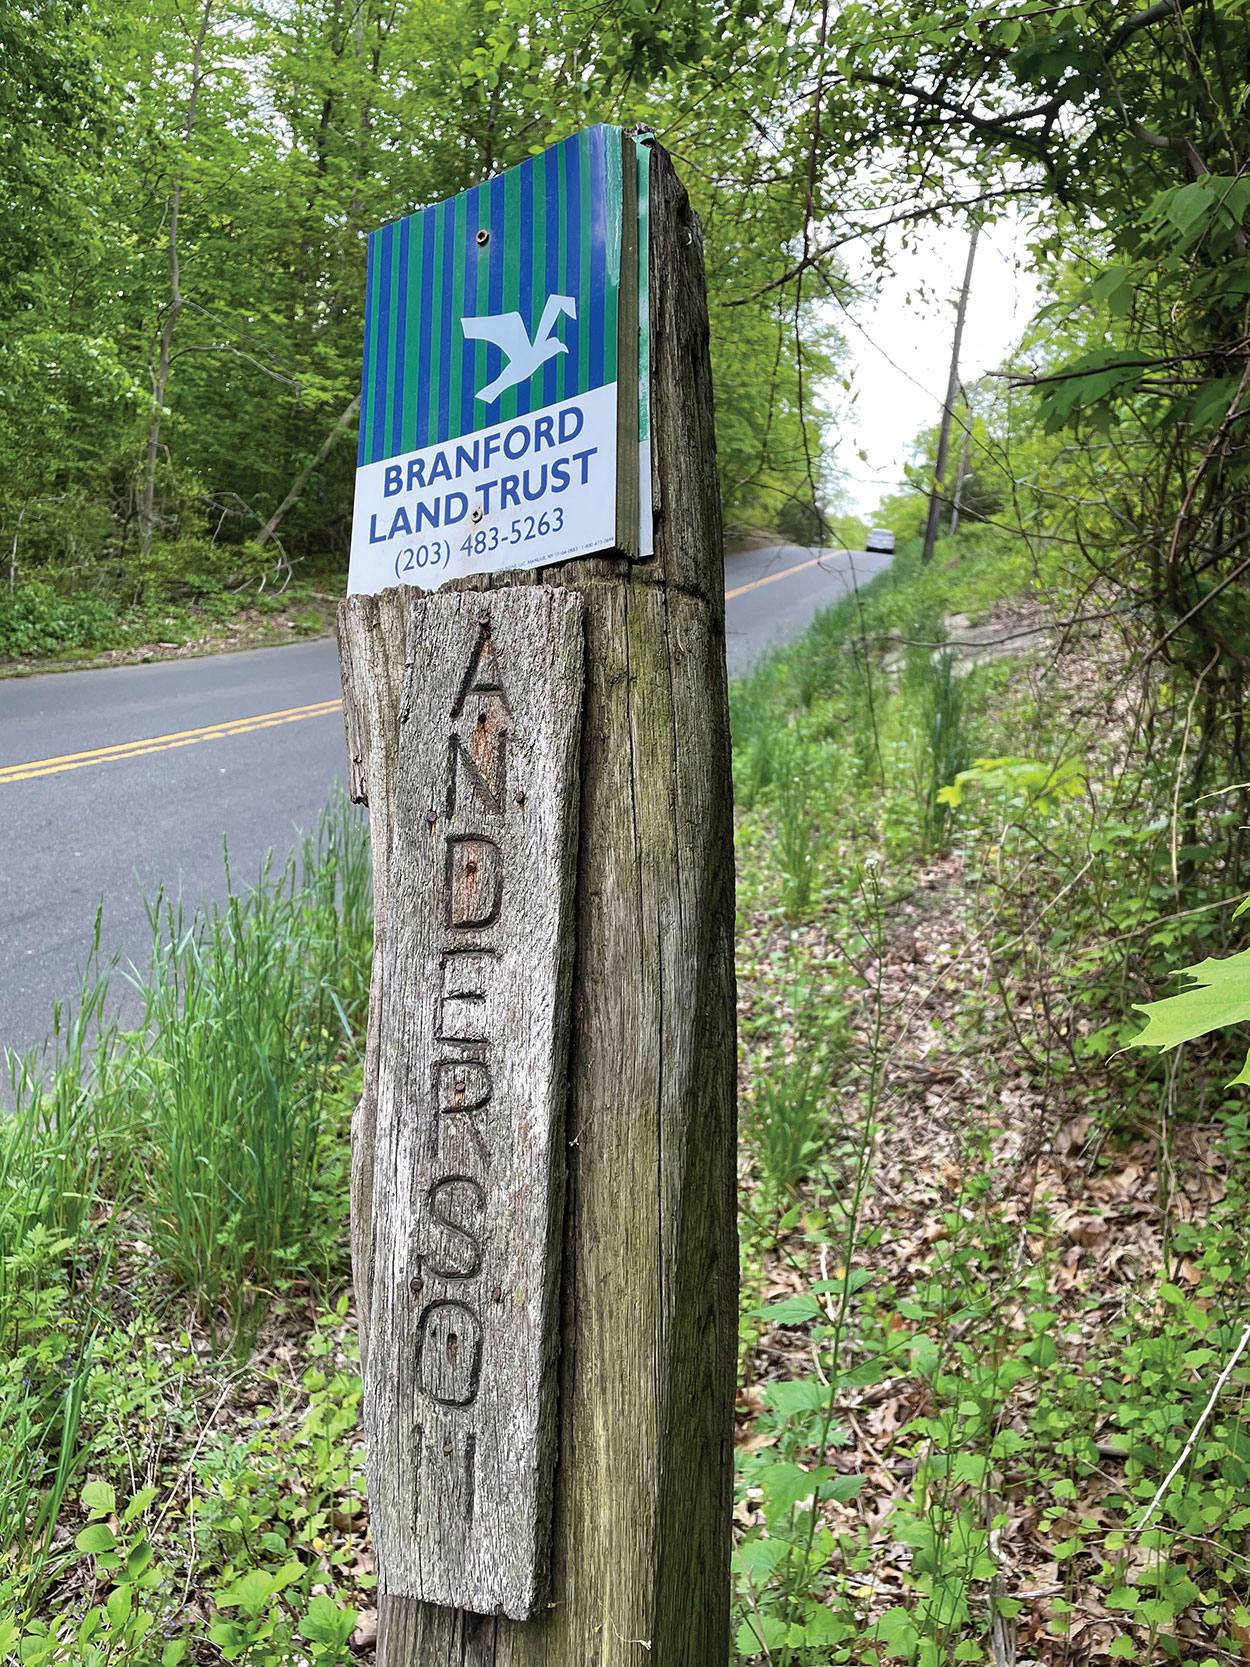 BRANFORD
LAND TRUST
(203) 483-5263
ANDERSON